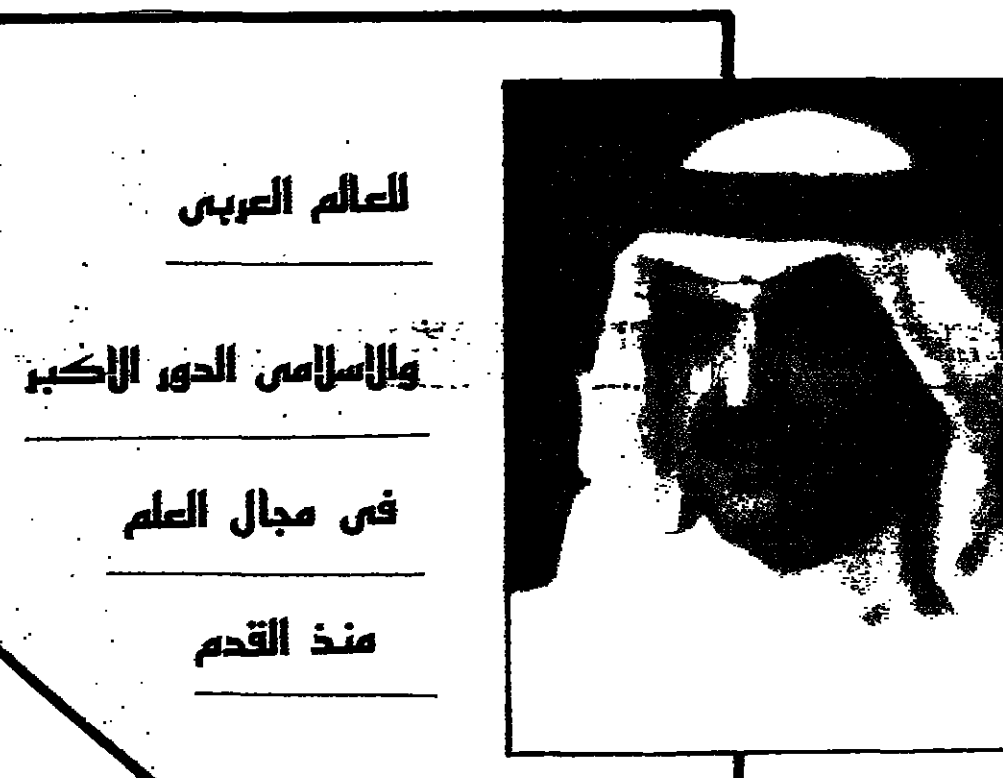 للعالم العربى
والاسلامى الدور الاكبر
فى مجال العلم
منذ القدم